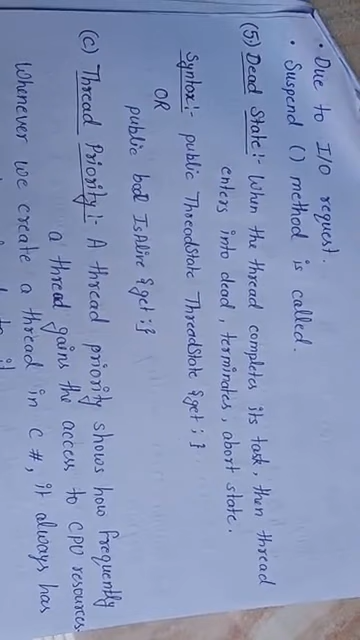 • Due to I/O request.
• Suspend () method is called.
(5) Dead State:- When the thread completes its task, then thread
enters into dead, terminates, abort state.
Syntax:- public ThreadState ThreadState {get;}
OR
public bool IsAlive {get;}
(c) Thread Priority:- A thread priority shows how frequently
a thread gains the access to CPU resources
Whenever we create a thread in C#, it always has